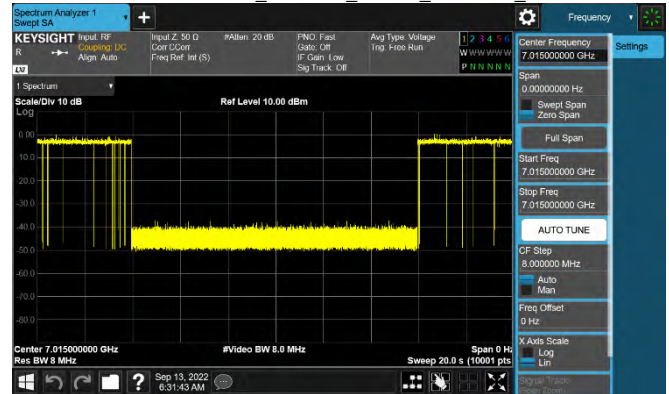 Spectrum Analyzer 1
Swept SA
Frequency
KEYSIGHT
R
LXI
Input: RF
Coupling: DC
Align: Auto
Input Z: 50 Ω
Corr CCorr
Freq Ref: Int (S)
#Atten: 20 dB
PNO: Fast
Gate: Off
IF Gain: Low
Sig Track: Off
Avg Type: Voltage
Trig: Free Run
1 2 3 4 5 6
W W W W W W
P N N N N N
Center Frequency
7.015000000 GHz
Settings
Span
0.00000000 Hz
Swept Span
Zero Span
Full Span
Start Freq
7.015000000 GHz
Stop Freq
7.015000000 GHz
AUTO TUNE
CF Step
8.000000 MHz
Auto
Man
Freq Offset
0 Hz
X Axis Scale
Log
Lin
Signal Track
(Span Zoom)
1 Spectrum
Scale/Div 10 dB
Ref Level 10.00 dBm
Log
0.00
-10.0
-20.0
-30.0
-40.0
-50.0
-60.0
-70.0
-80.0
Center 7.015000000 GHz
#Video BW 8.0 MHz
Span 0 Hz
Res BW 8 MHz
Sweep 20.0 s (10001 pts
?
Sep 13, 2022
6:31:43 AM